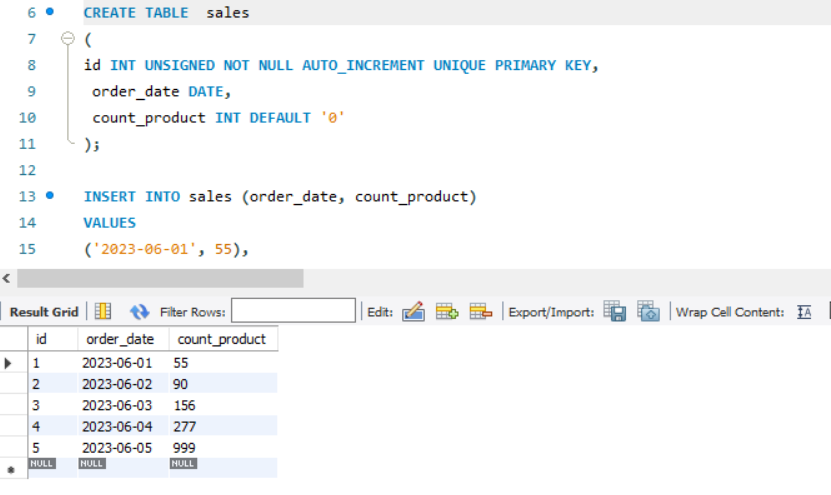 6 CREATE TABLE sales
7 (
8 id INT UNSIGNED NOT NULL AUTO_INCREMENT UNIQUE PRIMARY KEY,
9 order_date DATE,
10 count_product INT DEFAULT '0'
11 );
12
13 INSERT INTO sales (order_date, count_product)
14 VALUES
15 ('2023-06-01', 55),
Result Grid Filter Rows: Edit: Export/Import: Wrap Cell Content: IA
id order_date count_product
1 2023-06-01 55
2 2023-06-02 90
3 2023-06-03 156
4 2023-06-04 277
5 2023-06-05 999
NULL NULL NULL